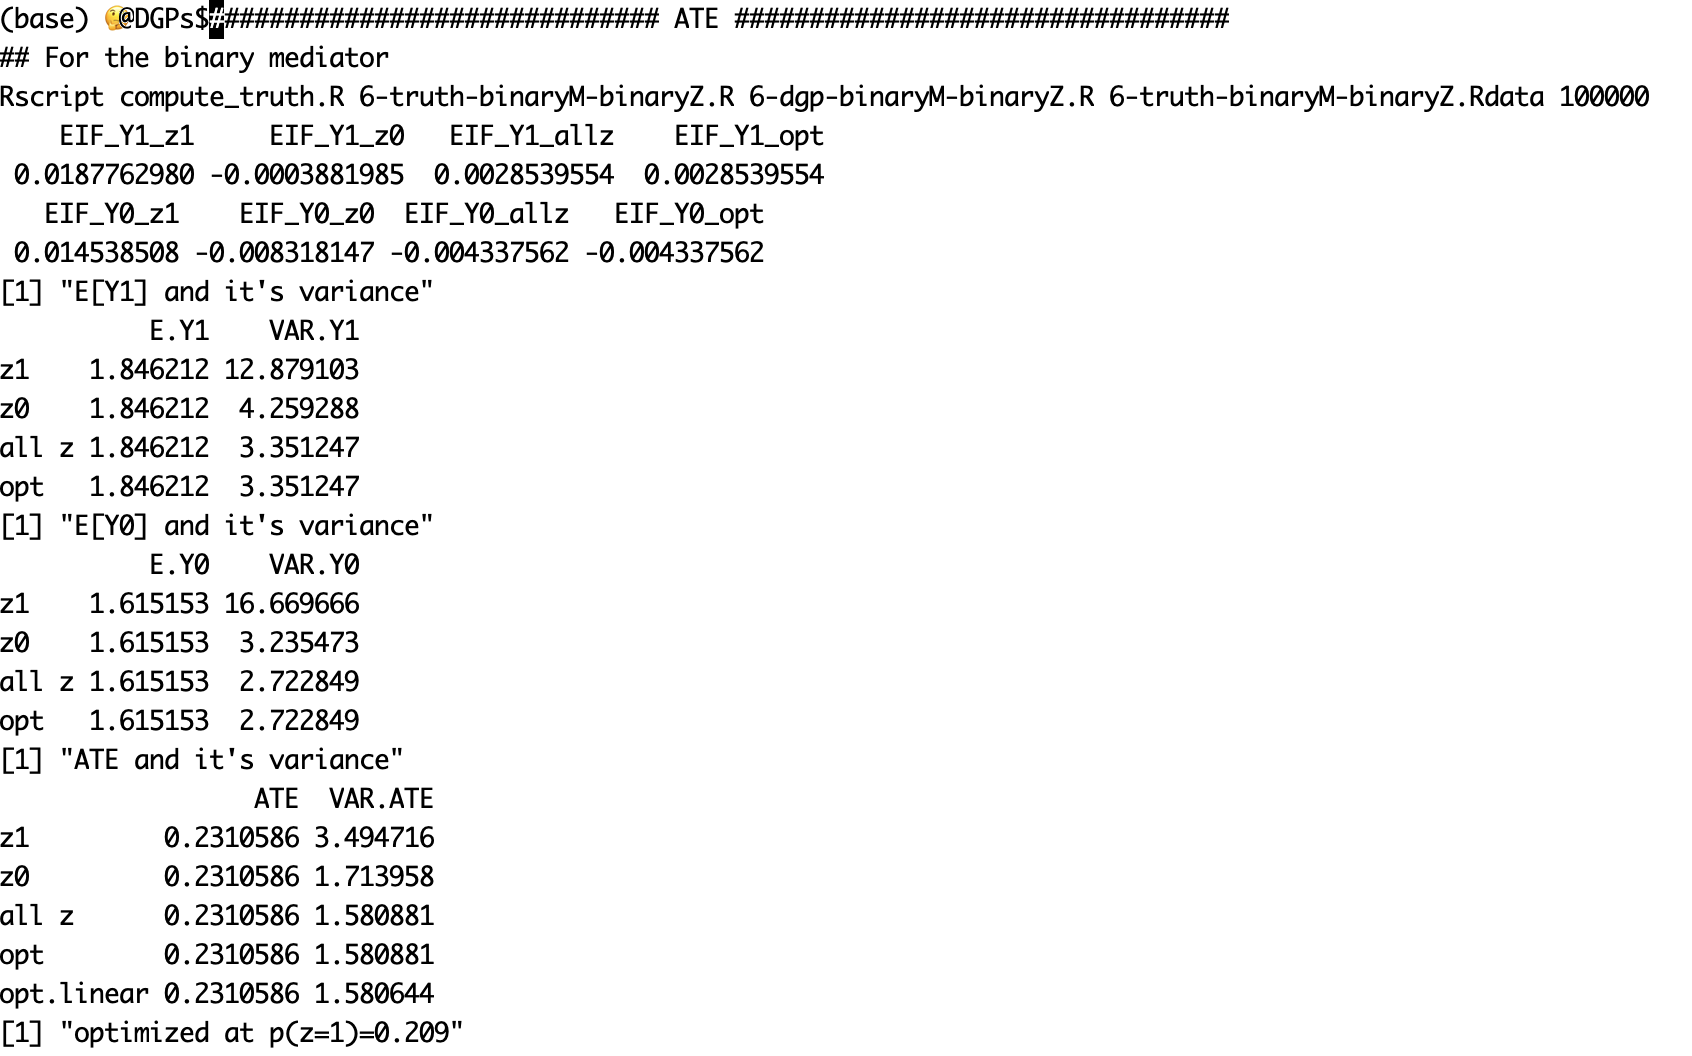 (base) 🤔@DGPs$############################## ATE #################################
## For the binary mediator
Rscript compute_truth.R 6-truth-binaryM-binaryZ.R 6-dgp-binaryM-binaryZ.R 6-truth-binaryM-binaryZ.Rdata 100000
    EIF_Y1_z1     EIF_Y1_z0   EIF_Y1_allz    EIF_Y1_opt
 0.0187762980 -0.0003881985  0.0028539554  0.0028539554
   EIF_Y0_z1    EIF_Y0_z0  EIF_Y0_allz   EIF_Y0_opt
 0.014538508 -0.008318147 -0.004337562 -0.004337562
[1] "E[Y1] and it's variance"
          E.Y1    VAR.Y1
z1    1.846212 12.879103
z0    1.846212  4.259288
all z 1.846212  3.351247
opt   1.846212  3.351247
[1] "E[Y0] and it's variance"
          E.Y0    VAR.Y0
z1    1.615153 16.669666
z0    1.615153  3.235473
all z 1.615153  2.722849
opt   1.615153  2.722849
[1] "ATE and it's variance"
                 ATE  VAR.ATE
z1         0.2310586 3.494716
z0         0.2310586 1.713958
all z      0.2310586 1.580881
opt        0.2310586 1.580881
opt.linear 0.2310586 1.580644
[1] "optimized at p(z=1)=0.209"